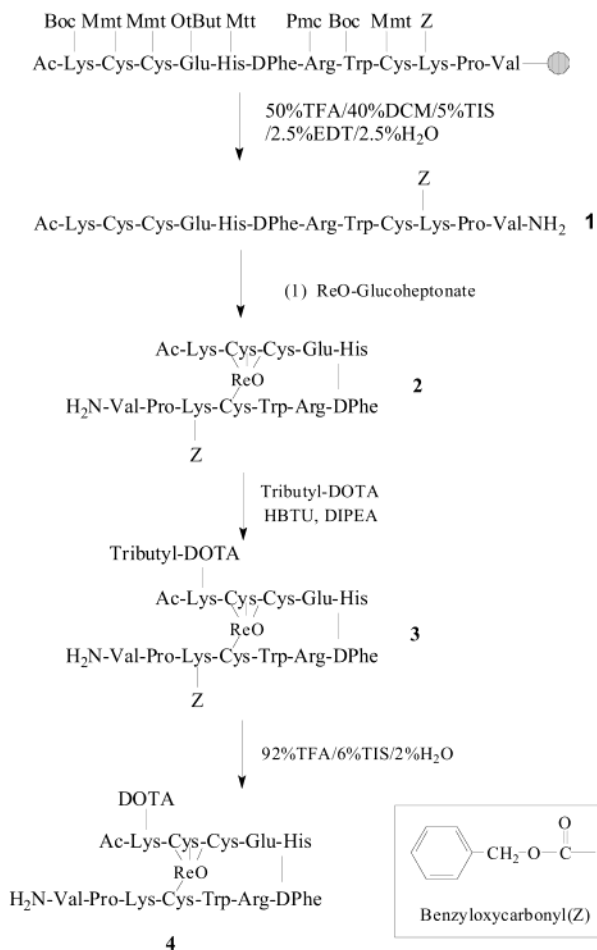 Boc Mmt Mmt OtBut Mtt Pmc Boc Mmt Z
Ac-Lys-Cys-Cys-Glu-His-DPhe-Arg-Trp-Cys-Lys-Pro-Val
50%TFA/40%DCM/5%TIS
/2.5%EDT/2.5%H₂O
Z
Ac-Lys-Cys-Cys-Glu-His-DPhe-Arg-Trp-Cys-Lys-Pro-Val-NH₂ 1
(1) ReO-Glucoheptonate
Ac-Lys-Cys-Cys-Glu-His
ReO
2
H₂N-Val-Pro-Lys-Cys-Trp-Arg-DPhe
Z
Tributyl-DOTA
HBTU, DIPEA
Tributyl-DOTA
Ac-Lys-Cys-Cys-Glu-His
ReO
3
H₂N-Val-Pro-Lys-Cys-Trp-Arg-DPhe
Z
92%TFA/6%TIS/2%H₂O
DOTA
Ac-Lys-Cys-Cys-Glu-His
ReO
H₂N-Val-Pro-Lys-Cys-Trp-Arg-DPhe
4
O
CH₂-O-C
Benzyloxycarbonyl(Z)